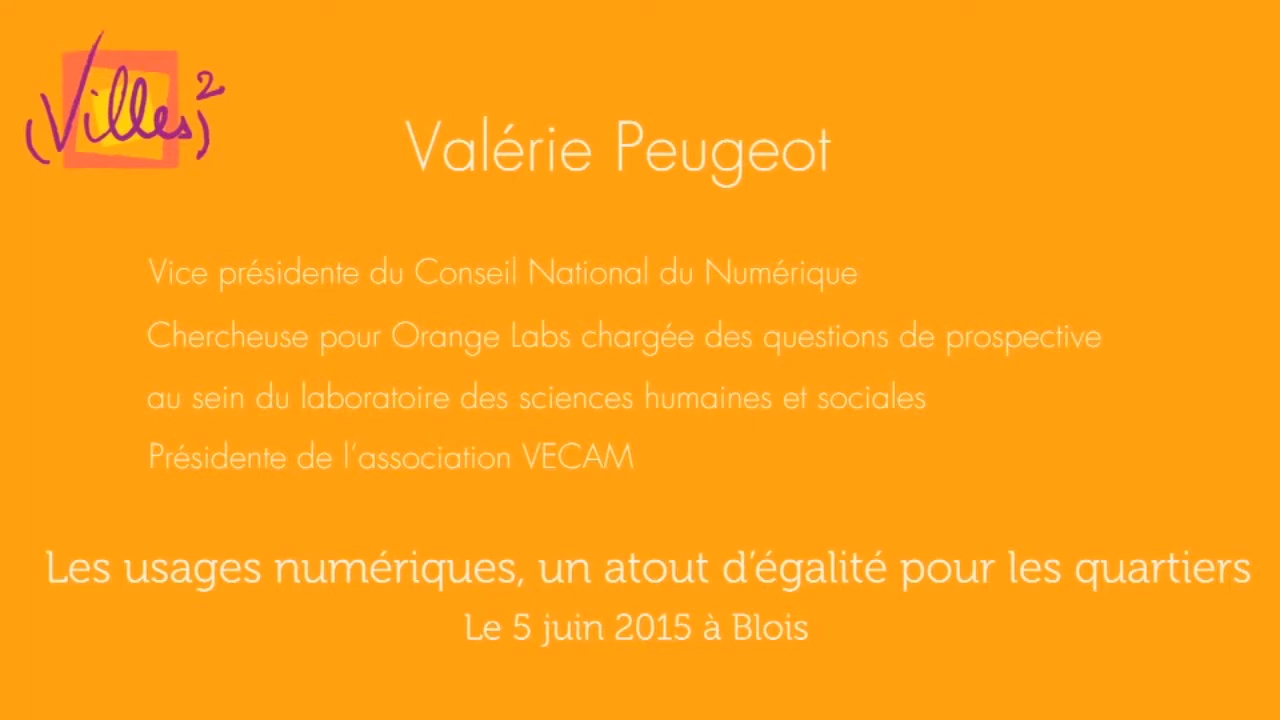 (Villes)²
Valérie Peugeot
Vice présidente du Conseil National du Numérique
Chercheuse pour Orange Labs chargée des questions de prospective
au sein du laboratoire des sciences humaines et sociales
Présidente de l'association VECAM
Les usages numériques, un atout d'égalité pour les quartiers
Le 5 juin 2015 à Blois